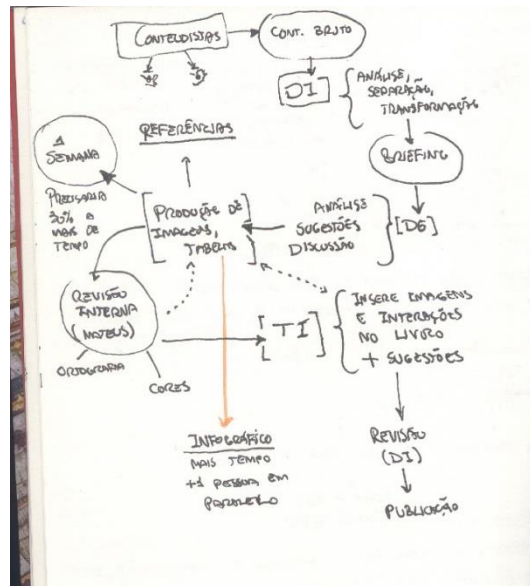 CONTEUDISTAS
CONT. BRUTO
DI
ANÁLISE,
SEPARAÇÃO,
TRANSFORMAÇÃO
BRIEFING
REFERÊNCIAS
1
SEMANA
PRECISARIA
30% A
MAIS DE
TEMPO
PRODUÇÃO DE
IMAGENS,
TABELAS
ANÁLISE
SUGESTÕES
DISCUSSÃO
[DG]
REVISÃO
INTERNA
(MATEUS)
ORTOGRAFIA
CORES
[TI]
INSERE IMAGENS
E INTERAÇÕES
NO LIVRO
+ SUGESTÕES
INFOGRÁFICO
MAIS TEMPO
+1 PESSOA EM
PARALELO
REVISÃO
(DI)
PUBLICAÇÃO